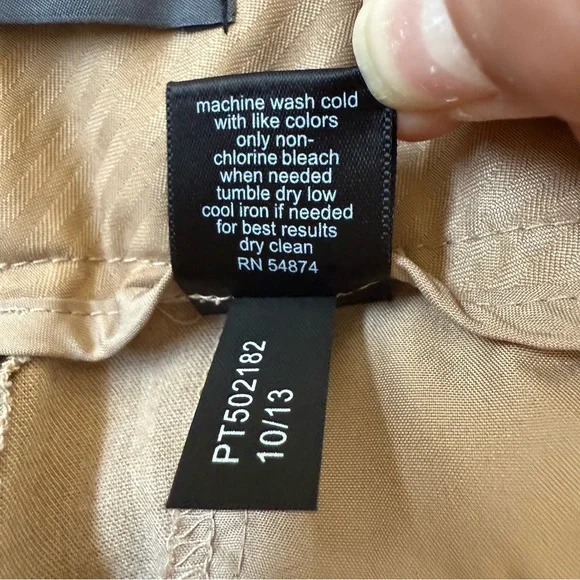 machine wash cold
with like colors
only non-
chlorine bleach
when needed
tumble dry low
cool iron if needed
for best results
dry clean
RN 54874
PT502182
10/13